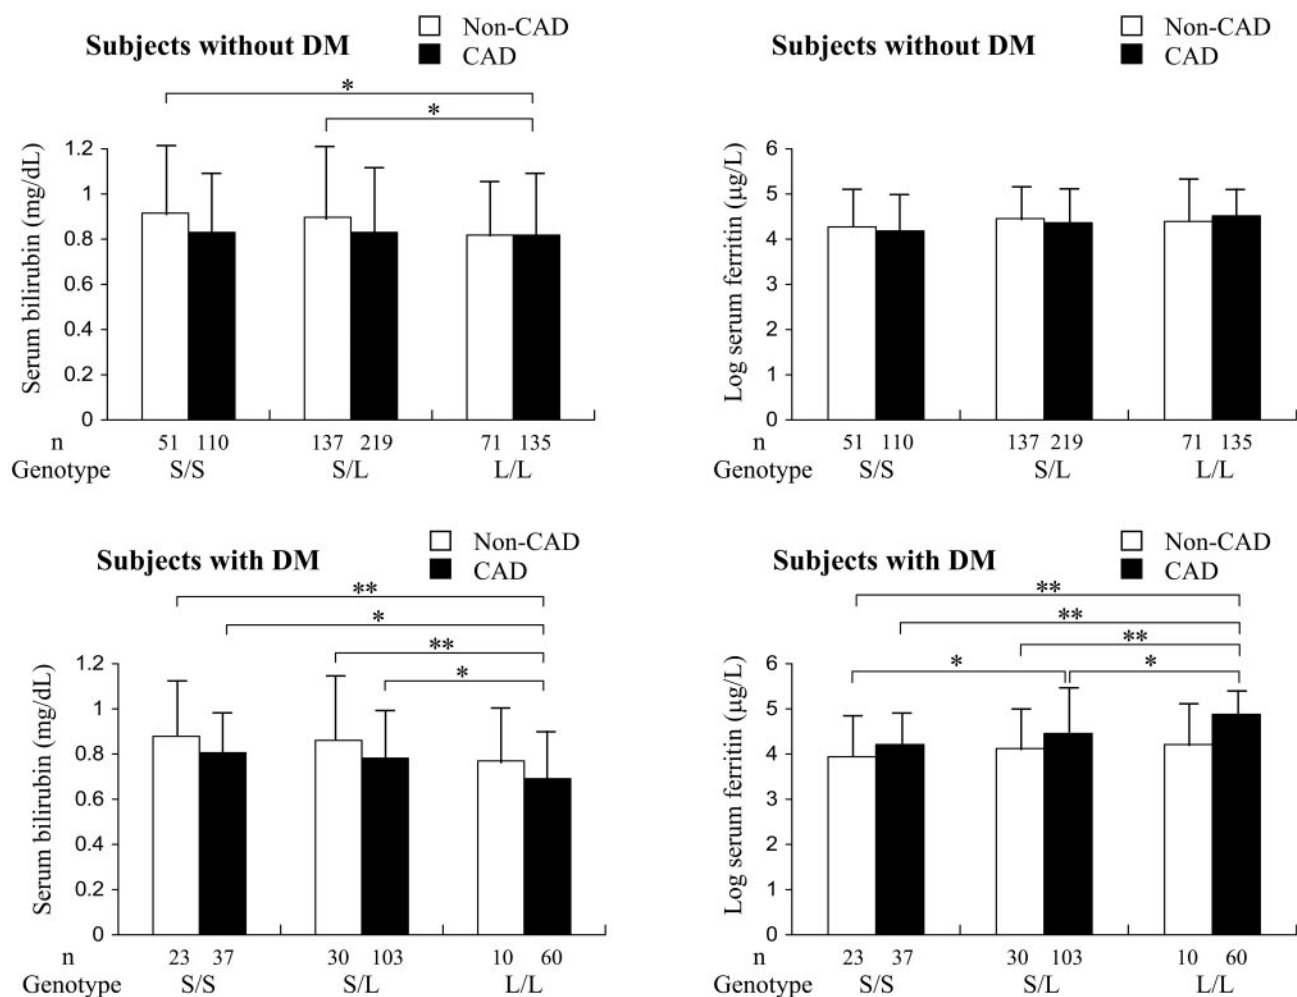 Subjects without DM
Non-CAD
CAD
*
*
Serum bilirubin (mg/dL)
1.2
1
0.8
0.6
0.4
0.2
0
n 51 110 137 219 71 135
Genotype S/S S/L L/L
Subjects without DM
Non-CAD
CAD
Log serum ferritin (μg/L)
6
5
4
3
2
1
0
n 51 110 137 219 71 135
Genotype S/S S/L L/L
Subjects with DM
Non-CAD
CAD
**
*
**
*
Serum bilirubin (mg/dL)
1.2
1
0.8
0.6
0.4
0.2
0
n 23 37 30 103 10 60
Genotype S/S S/L L/L
Subjects with DM
Non-CAD
CAD
**
**
**
* *
Log serum ferritin (μg/L)
6
5
4
3
2
1
0
n 23 37 30 103 10 60
Genotype S/S S/L L/L